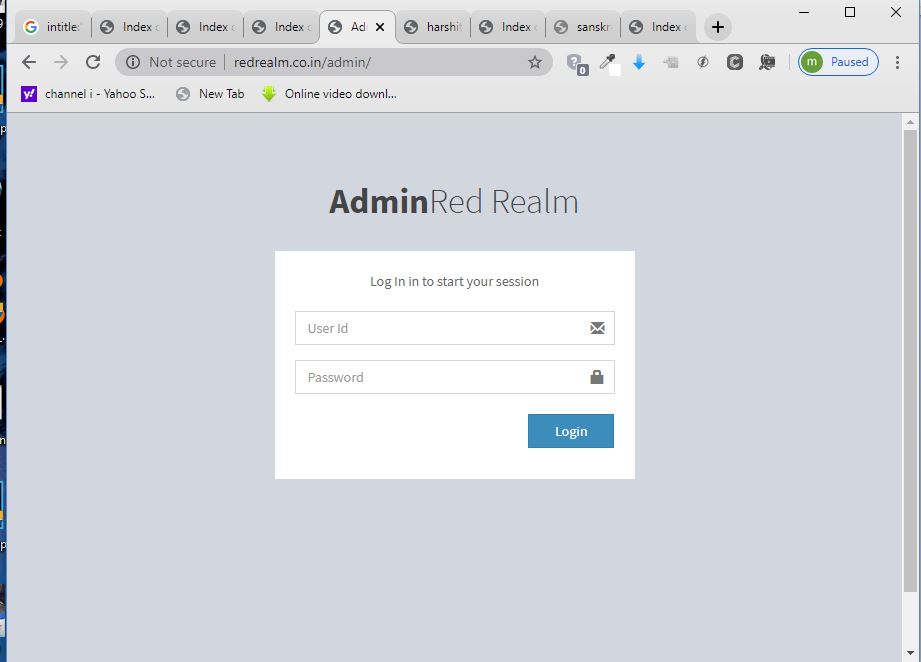 intitle: Index Index Index Ad harshit Index sanskr Index
Not secure redrealm.co.in/admin/ 0 m Paused
y! channel i - Yahoo S... New Tab Online video downl...
AdminRed Realm
Log In in to start your session
User Id
Password
Login